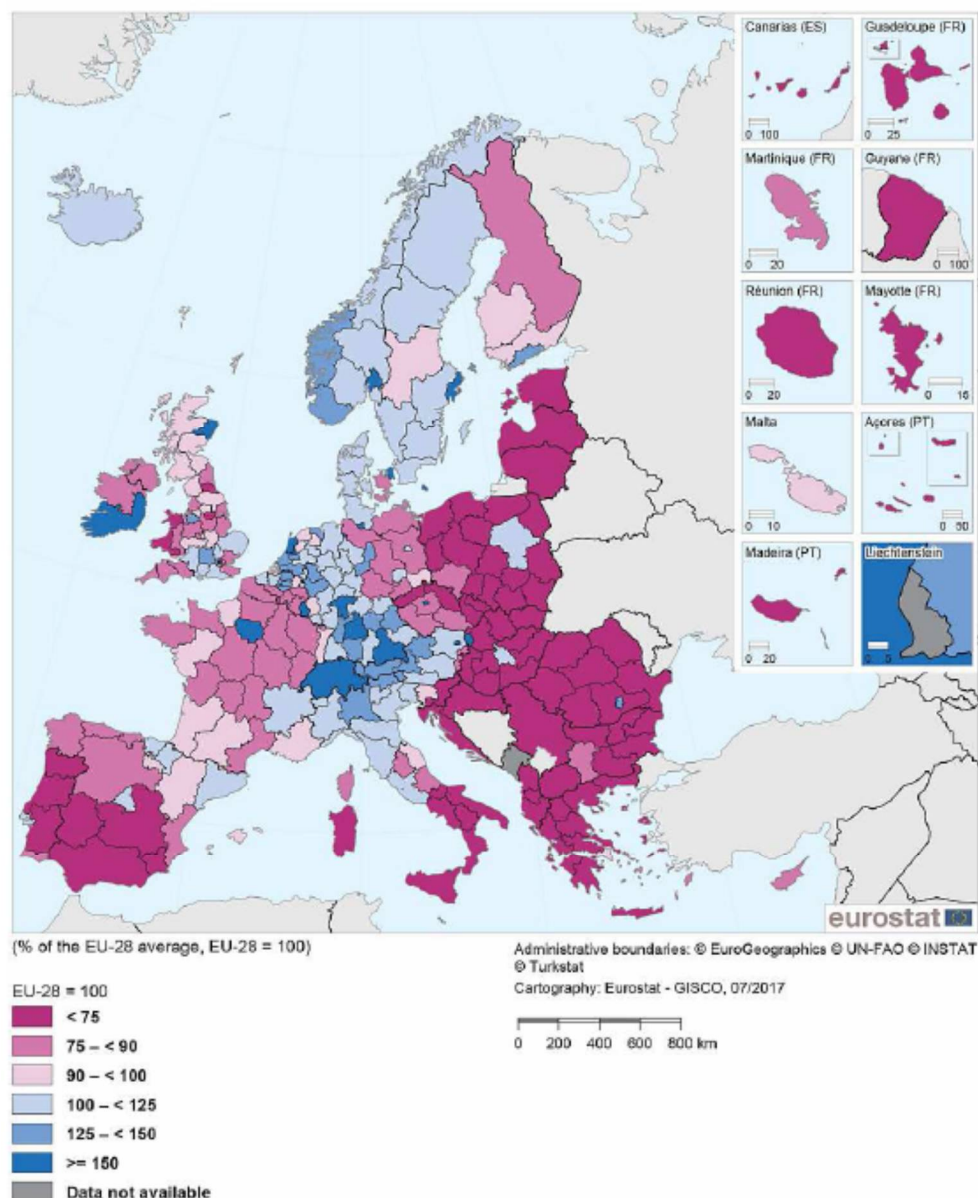 Canarias (ES)
0 100
Guadeloupe (FR)
0 25
Martinique (FR)
0 20
Guyane (FR)
0 100
Réunion (FR)
0 20
Mayotte (FR)
0 15
Malta
0 10
Açores (PT)
0 50
Madeira (PT)
0 20
Liechtenstein
eurostat
(% of the EU-28 average, EU-28 = 100)
Administrative boundaries: © EuroGeographics © UN-FAO © INSTAT
© Turkstat
Cartography: Eurostat - GISCO, 07/2017
0 200 400 600 800 km
EU-28 = 100
< 75
75 – < 90
90 – < 100
100 – < 125
125 – < 150
>= 150
Data not available